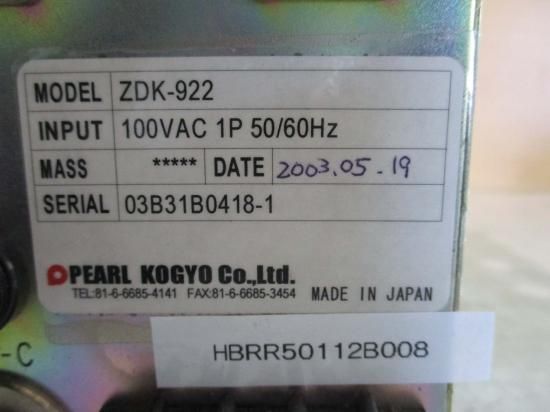 MODEL ZDK-922
INPUT 100VAC 1P 50/60Hz
MASS ***** DATE 2003.05.19
SERIAL 03B31B0418-1
PEARL KOGYO Co.,Ltd.
TEL:81-6-6685-4141 FAX:81-6-6685-3454 MADE IN JAPAN
-C
HBRR50112B008